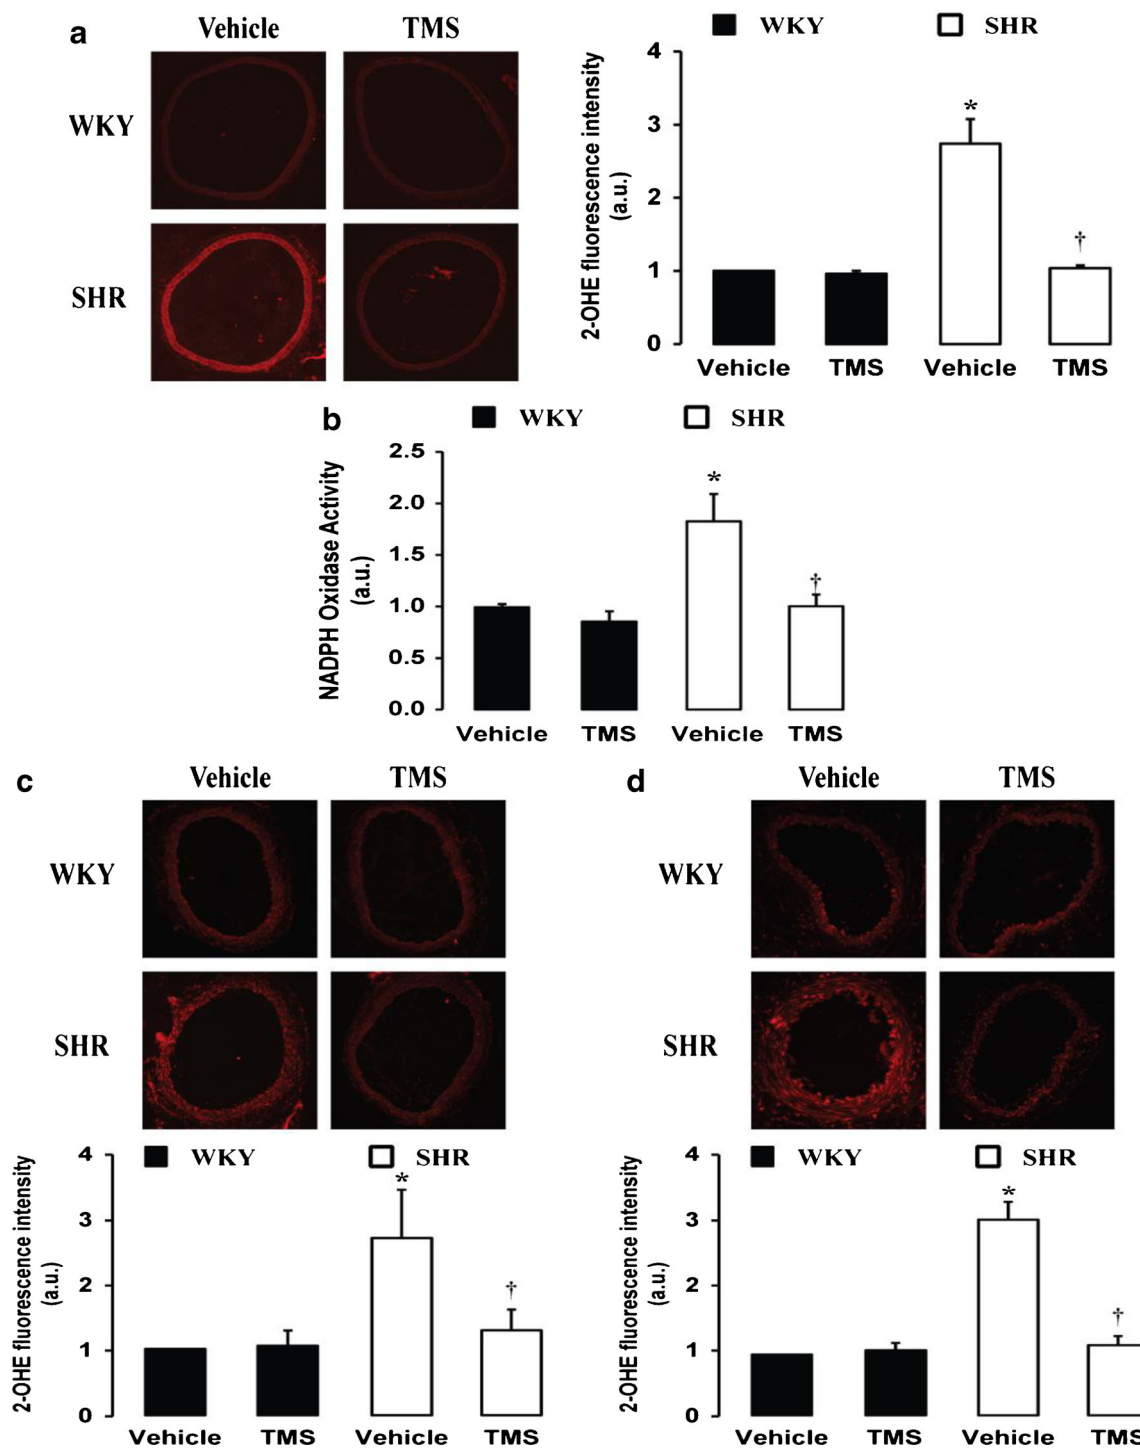 a
Vehicle TMS
WKY
SHR
WKY SHR
2-OHE fluorescence intensity
(a.u.)
4
3
2
1
0
*
†
Vehicle TMS Vehicle TMS
b
WKY SHR
NADPH Oxidase Activity
(a.u.)
2.5
2.0
1.5
1.0
0.5
0.0
*
†
Vehicle TMS Vehicle TMS
c
Vehicle TMS
WKY
SHR
WKY SHR
2-OHE fluorescence intensity
(a.u.)
4
3
2
1
0
*
†
Vehicle TMS Vehicle TMS
d
Vehicle TMS
WKY
SHR
WKY SHR
2-OHE fluorescence intensity
(a.u.)
4
3
2
1
0
*
†
Vehicle TMS Vehicle TMS